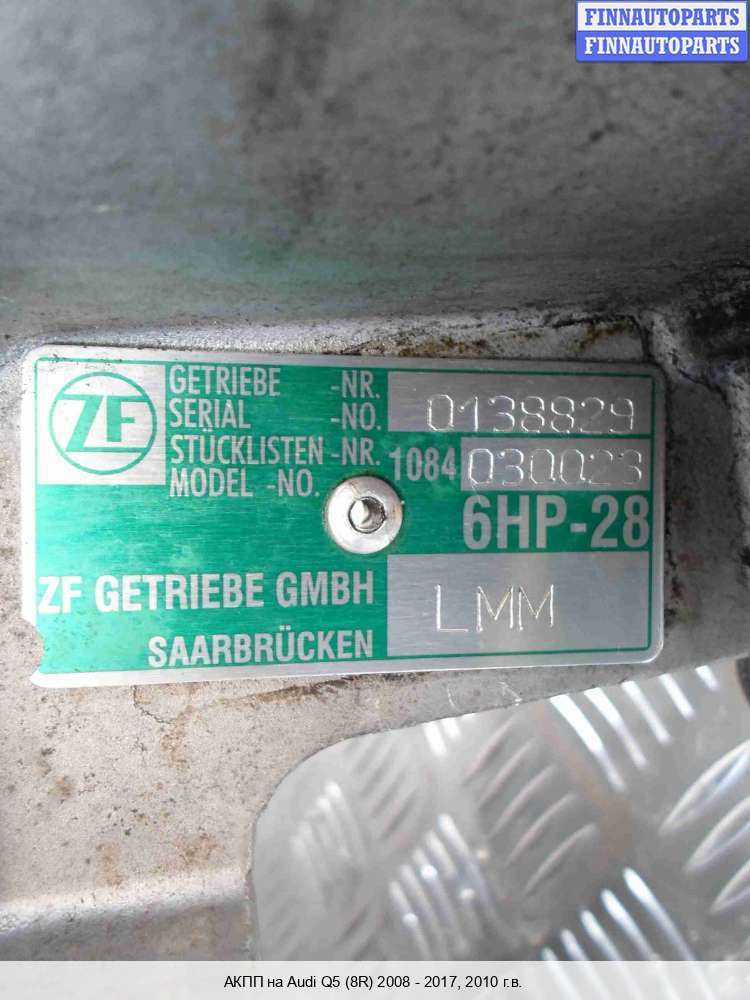 FINNAUTOPARTS
FINNAUTOPARTS
ZF
GETRIEBE -NR.
SERIAL -NO. 0138829
STÜCKLISTEN -NR.
MODEL -NO. 1084 030023
6HP-28
ZF GETRIEBE GMBH
SAARBRÜCKEN
LMM
АКПП на Audi Q5 (8R) 2008 - 2017, 2010 г.в.